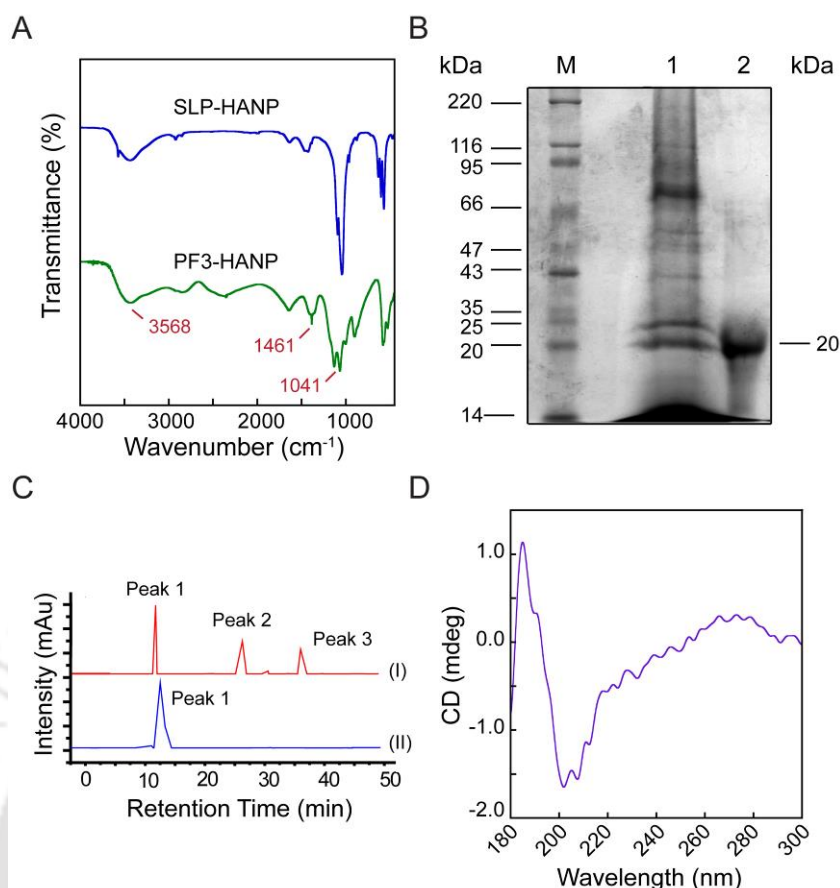 A
Transmittance (%)
SLP-HANP
PF3-HANP
3568
1461
1041
4000 3000 2000 1000
Wavenumber (cm⁻¹)
B
kDa M 1 2 kDa
220
116
95
66
47
43
35
25
20
14
20
C
Intensity (mAu)
Peak 1
Peak 2
Peak 3
(I)
Peak 1
(II)
0 10 20 30 40 50
Retention Time (min)
D
CD (mdeg)
1.0
0.0
-1.0
-2.0
180 200 220 240 260 280 300
Wavelength (nm)